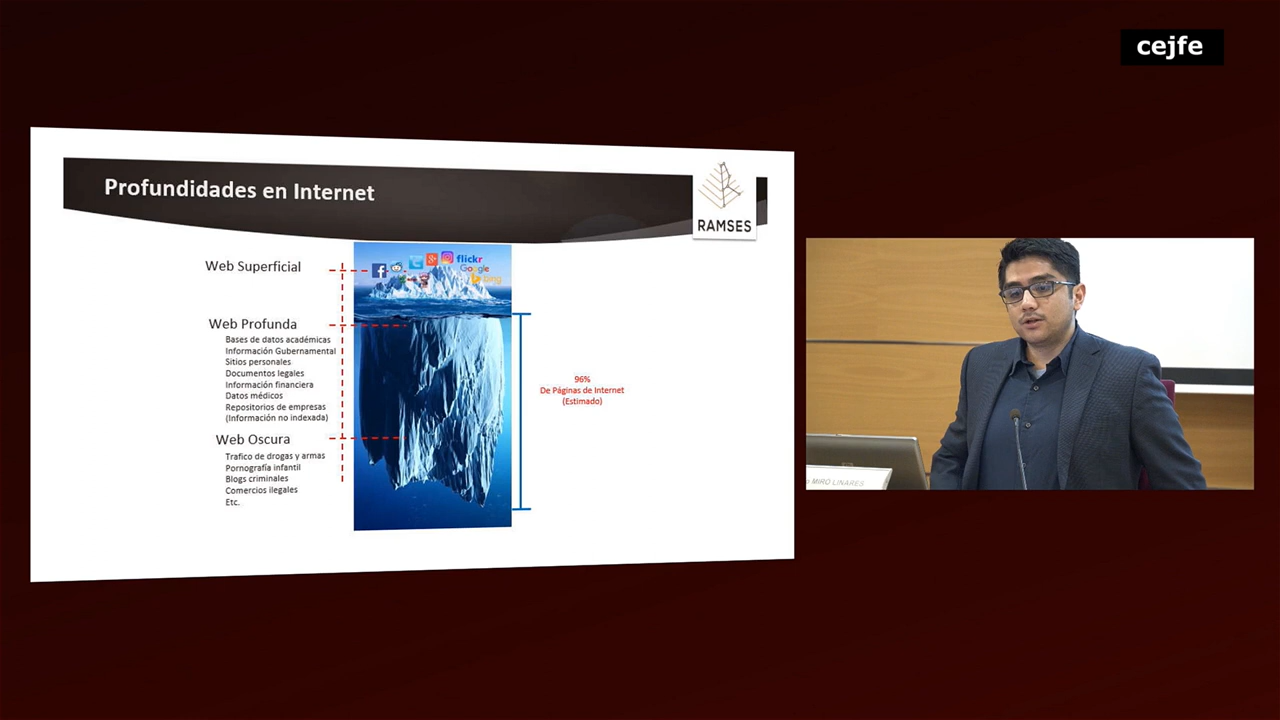 cejfe
Profundidades en Internet
RAMSES
Web Superficial
flickr
Google
bing
Web Profunda
Bases de datos académicas
Información Gubernamental
Sitios personales
Documentos legales
Información financiera
Datos médicos
Repositorios de empresas
(Información no indexada)
Web Oscura
Trafico de drogas y armas
Pornografía infantil
Blogs criminales
Comercios ilegales
Etc.
96%
De Páginas de Internet
(Estimado)
MIRÓ LINARES